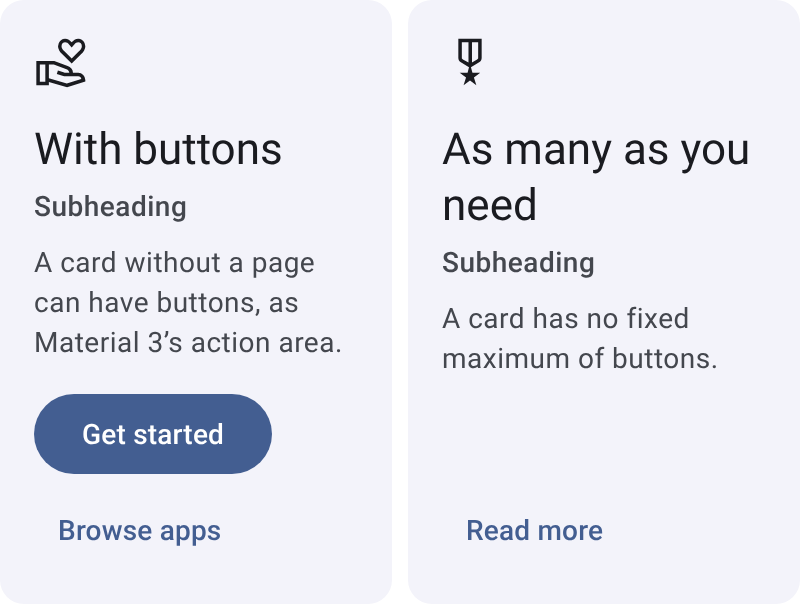 With buttons
Subheading
A card without a page
can have buttons, as
Material 3’s action area.
Get started
Browse apps
As many as you
need
Subheading
A card has no fixed
maximum of buttons.
Read more